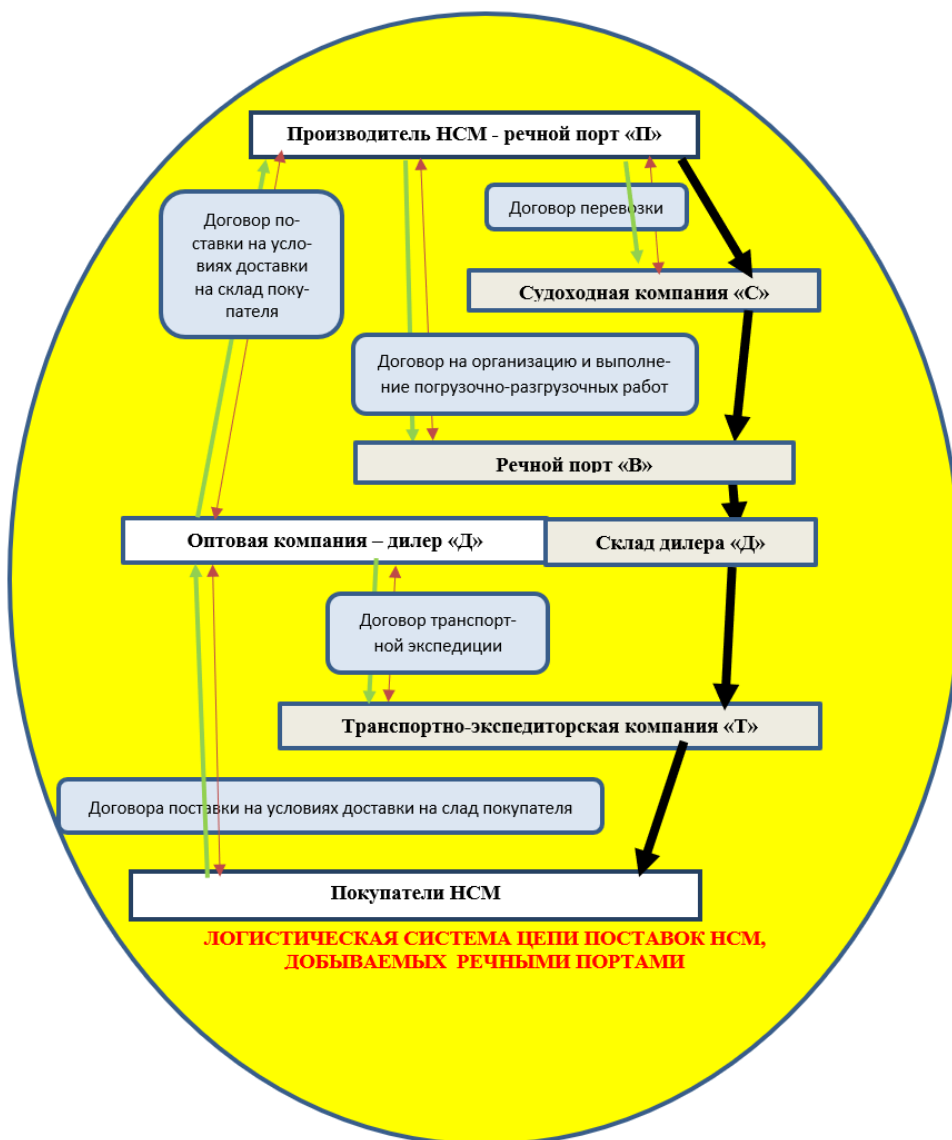 Производитель НСМ - речной порт «П»
Договор по-
ставки на усло-
виях доставки
на склад поку-
пателя
Договор перевозки
Судоходная компания «С»
Договор на организацию и выполне-
ние погрузочно-разгрузочных работ
Речной порт «В»
Оптовая компания – дилер «Д»
Склад дилера «Д»
Договор транспорт-
ной экспедиции
Транспортно-экспедиторская компания «Т»
Договора поставки на условиях доставки на слад покупателя
Покупатели НСМ
ЛОГИСТИЧЕСКАЯ СИСТЕМА ЦЕПИ ПОСТАВОК НСМ,
ДОБЫВАЕМЫХ РЕЧНЫМИ ПОРТАМИ